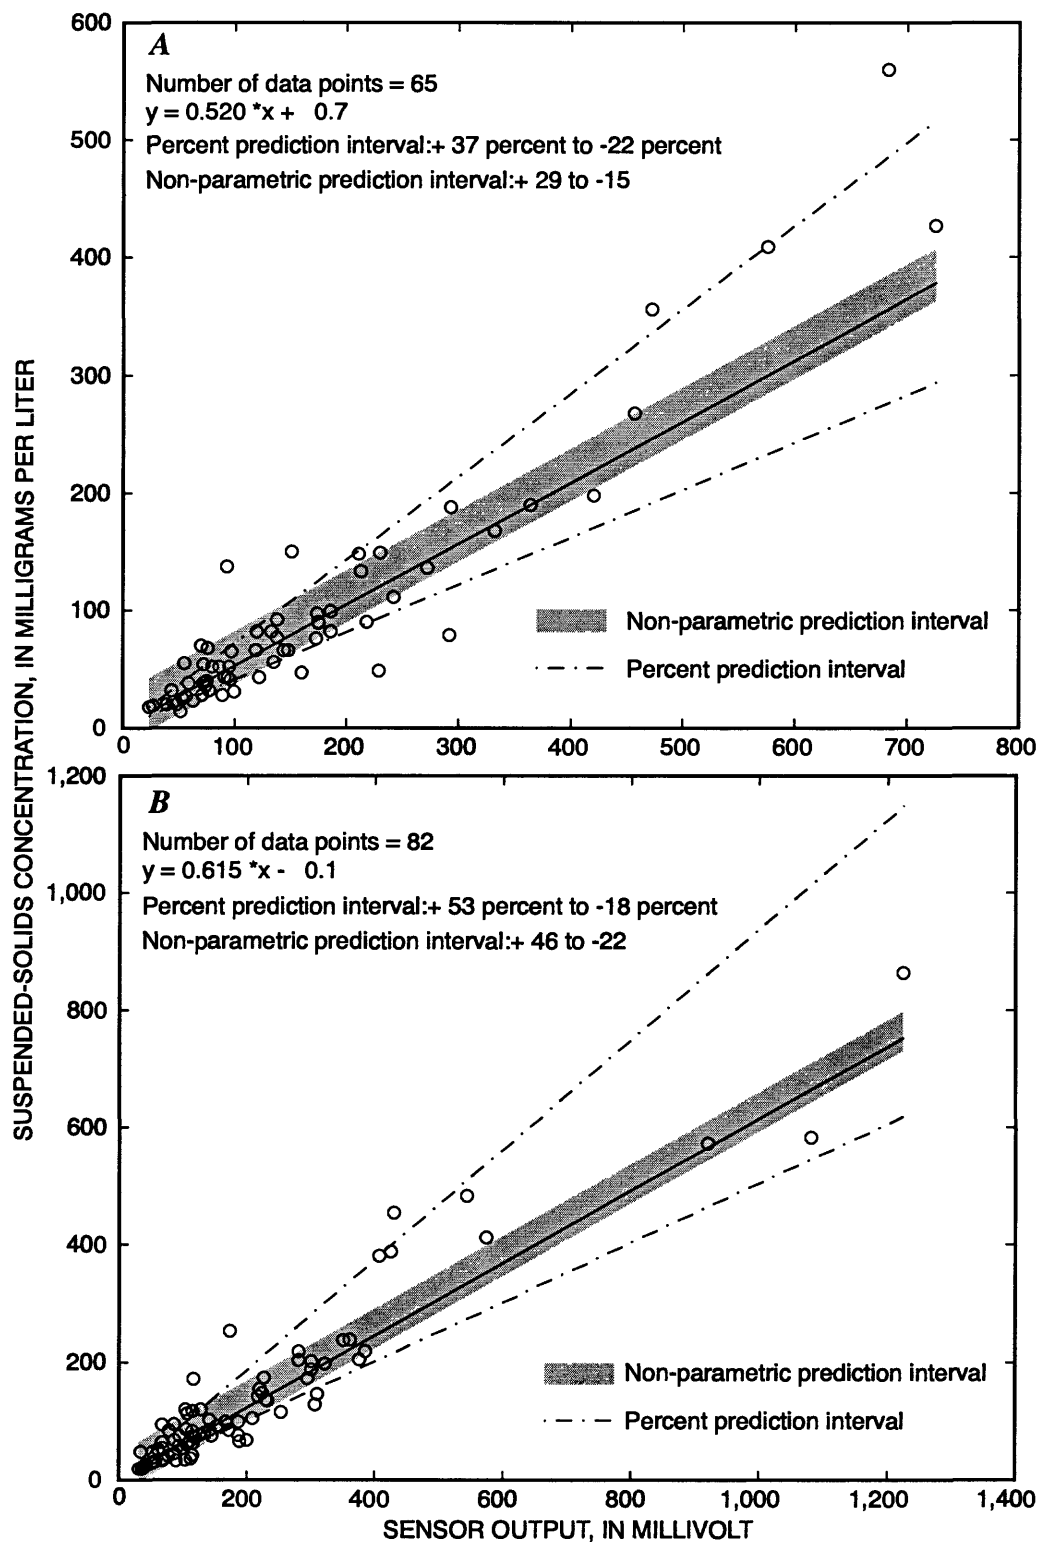 SUSPENDED-SOLIDS CONCENTRATION, IN MILLIGRAMS PER LITER
600
500
400
300
200
100
0
A
Number of data points = 65
y = 0.520 *x + 0.7
Percent prediction interval:+ 37 percent to -22 percent
Non-parametric prediction interval:+ 29 to -15
Non-parametric prediction interval
Percent prediction interval
0 100 200 300 400 500 600 700 800
1,200
1,000
800
600
400
200
0
B
Number of data points = 82
y = 0.615 *x - 0.1
Percent prediction interval:+ 53 percent to -18 percent
Non-parametric prediction interval:+ 46 to -22
Non-parametric prediction interval
Percent prediction interval
0 200 400 600 800 1,000 1,200 1,400
SENSOR OUTPUT, IN MILLIVOLT